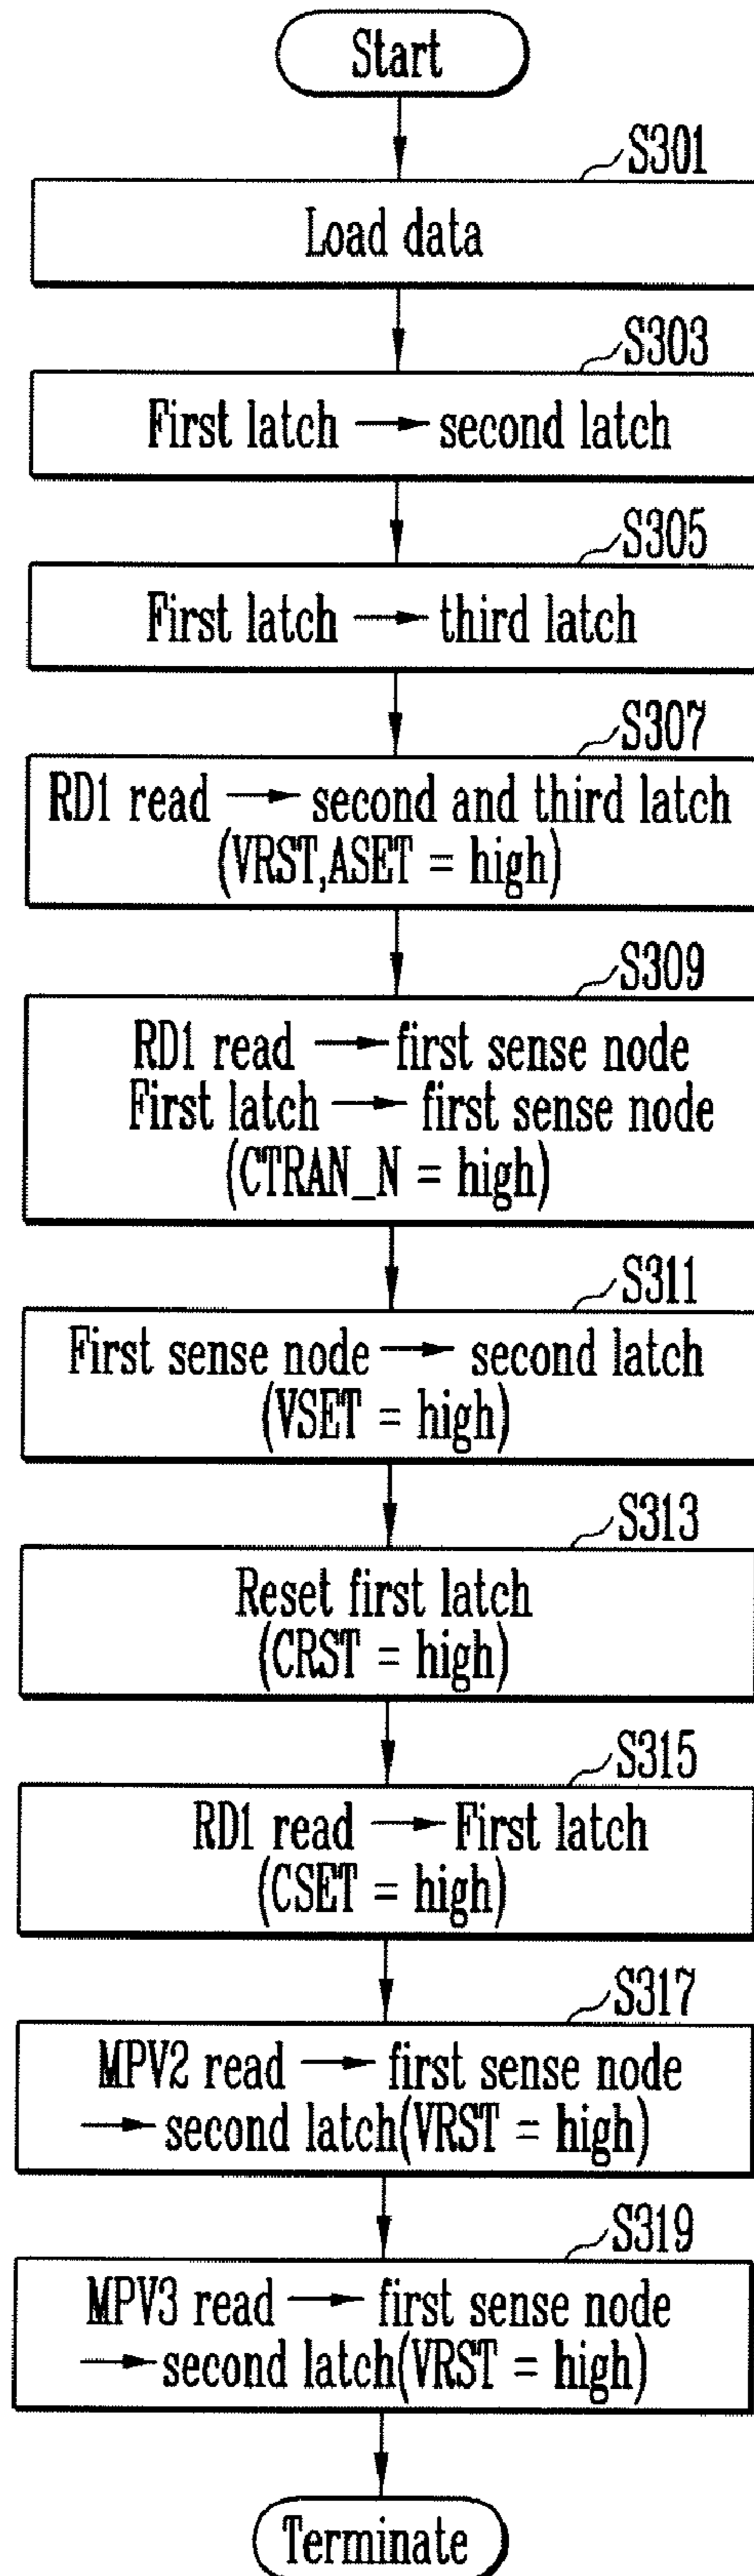 Start
S301
Load data
S303
First latch → second latch
S305
First latch → third latch
S307
RD1 read → second and third latch
(VRST,ASET = high)
S309
RD1 read → first sense node
First latch → first sense node
(CTRAN_N = high)
S311
First sense node → second latch
(VSET = high)
S313
Reset first latch
(CRST = high)
S315
RD1 read → First latch
(CSET = high)
S317
MPV2 read → first sense node
→ second latch(VRST = high)
S319
MPV3 read → first sense node
→ second latch(VRST = high)
Terminate